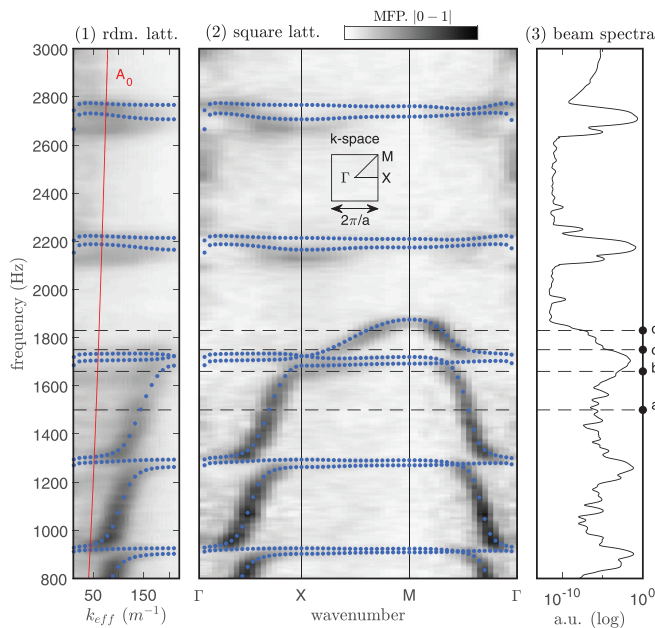 MFP. |0 − 1|
(1) rdm. latt.
(2) square latt.
(3) beam spectra
3000
2800
2600
2400
2200
2000
1800
1600
1400
1200
1000
800
frequency (Hz)
A0
k-space
M
Γ
X
2π/a
d
c
b
a
50
150
k_eff (m⁻¹)
Γ
X
M
Γ
wavenumber
10⁻¹⁰
10⁰
a.u. (log)